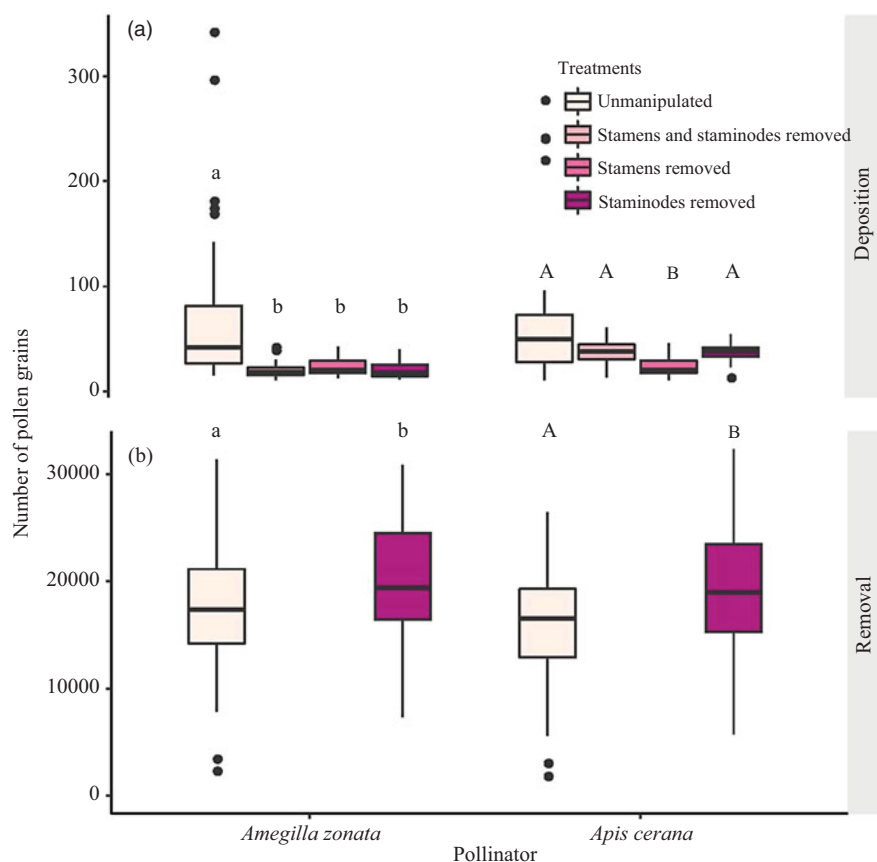 (a)
Treatments
Unmanipulated
Stamens and staminodes removed
Stamens removed
Staminodes removed
300
200
100
0
a
b b b
A A B A
Deposition
Number of pollen grains
(b)
a b A B
30000
20000
10000
0
Removal
Amegilla zonata Apis cerana
Pollinator